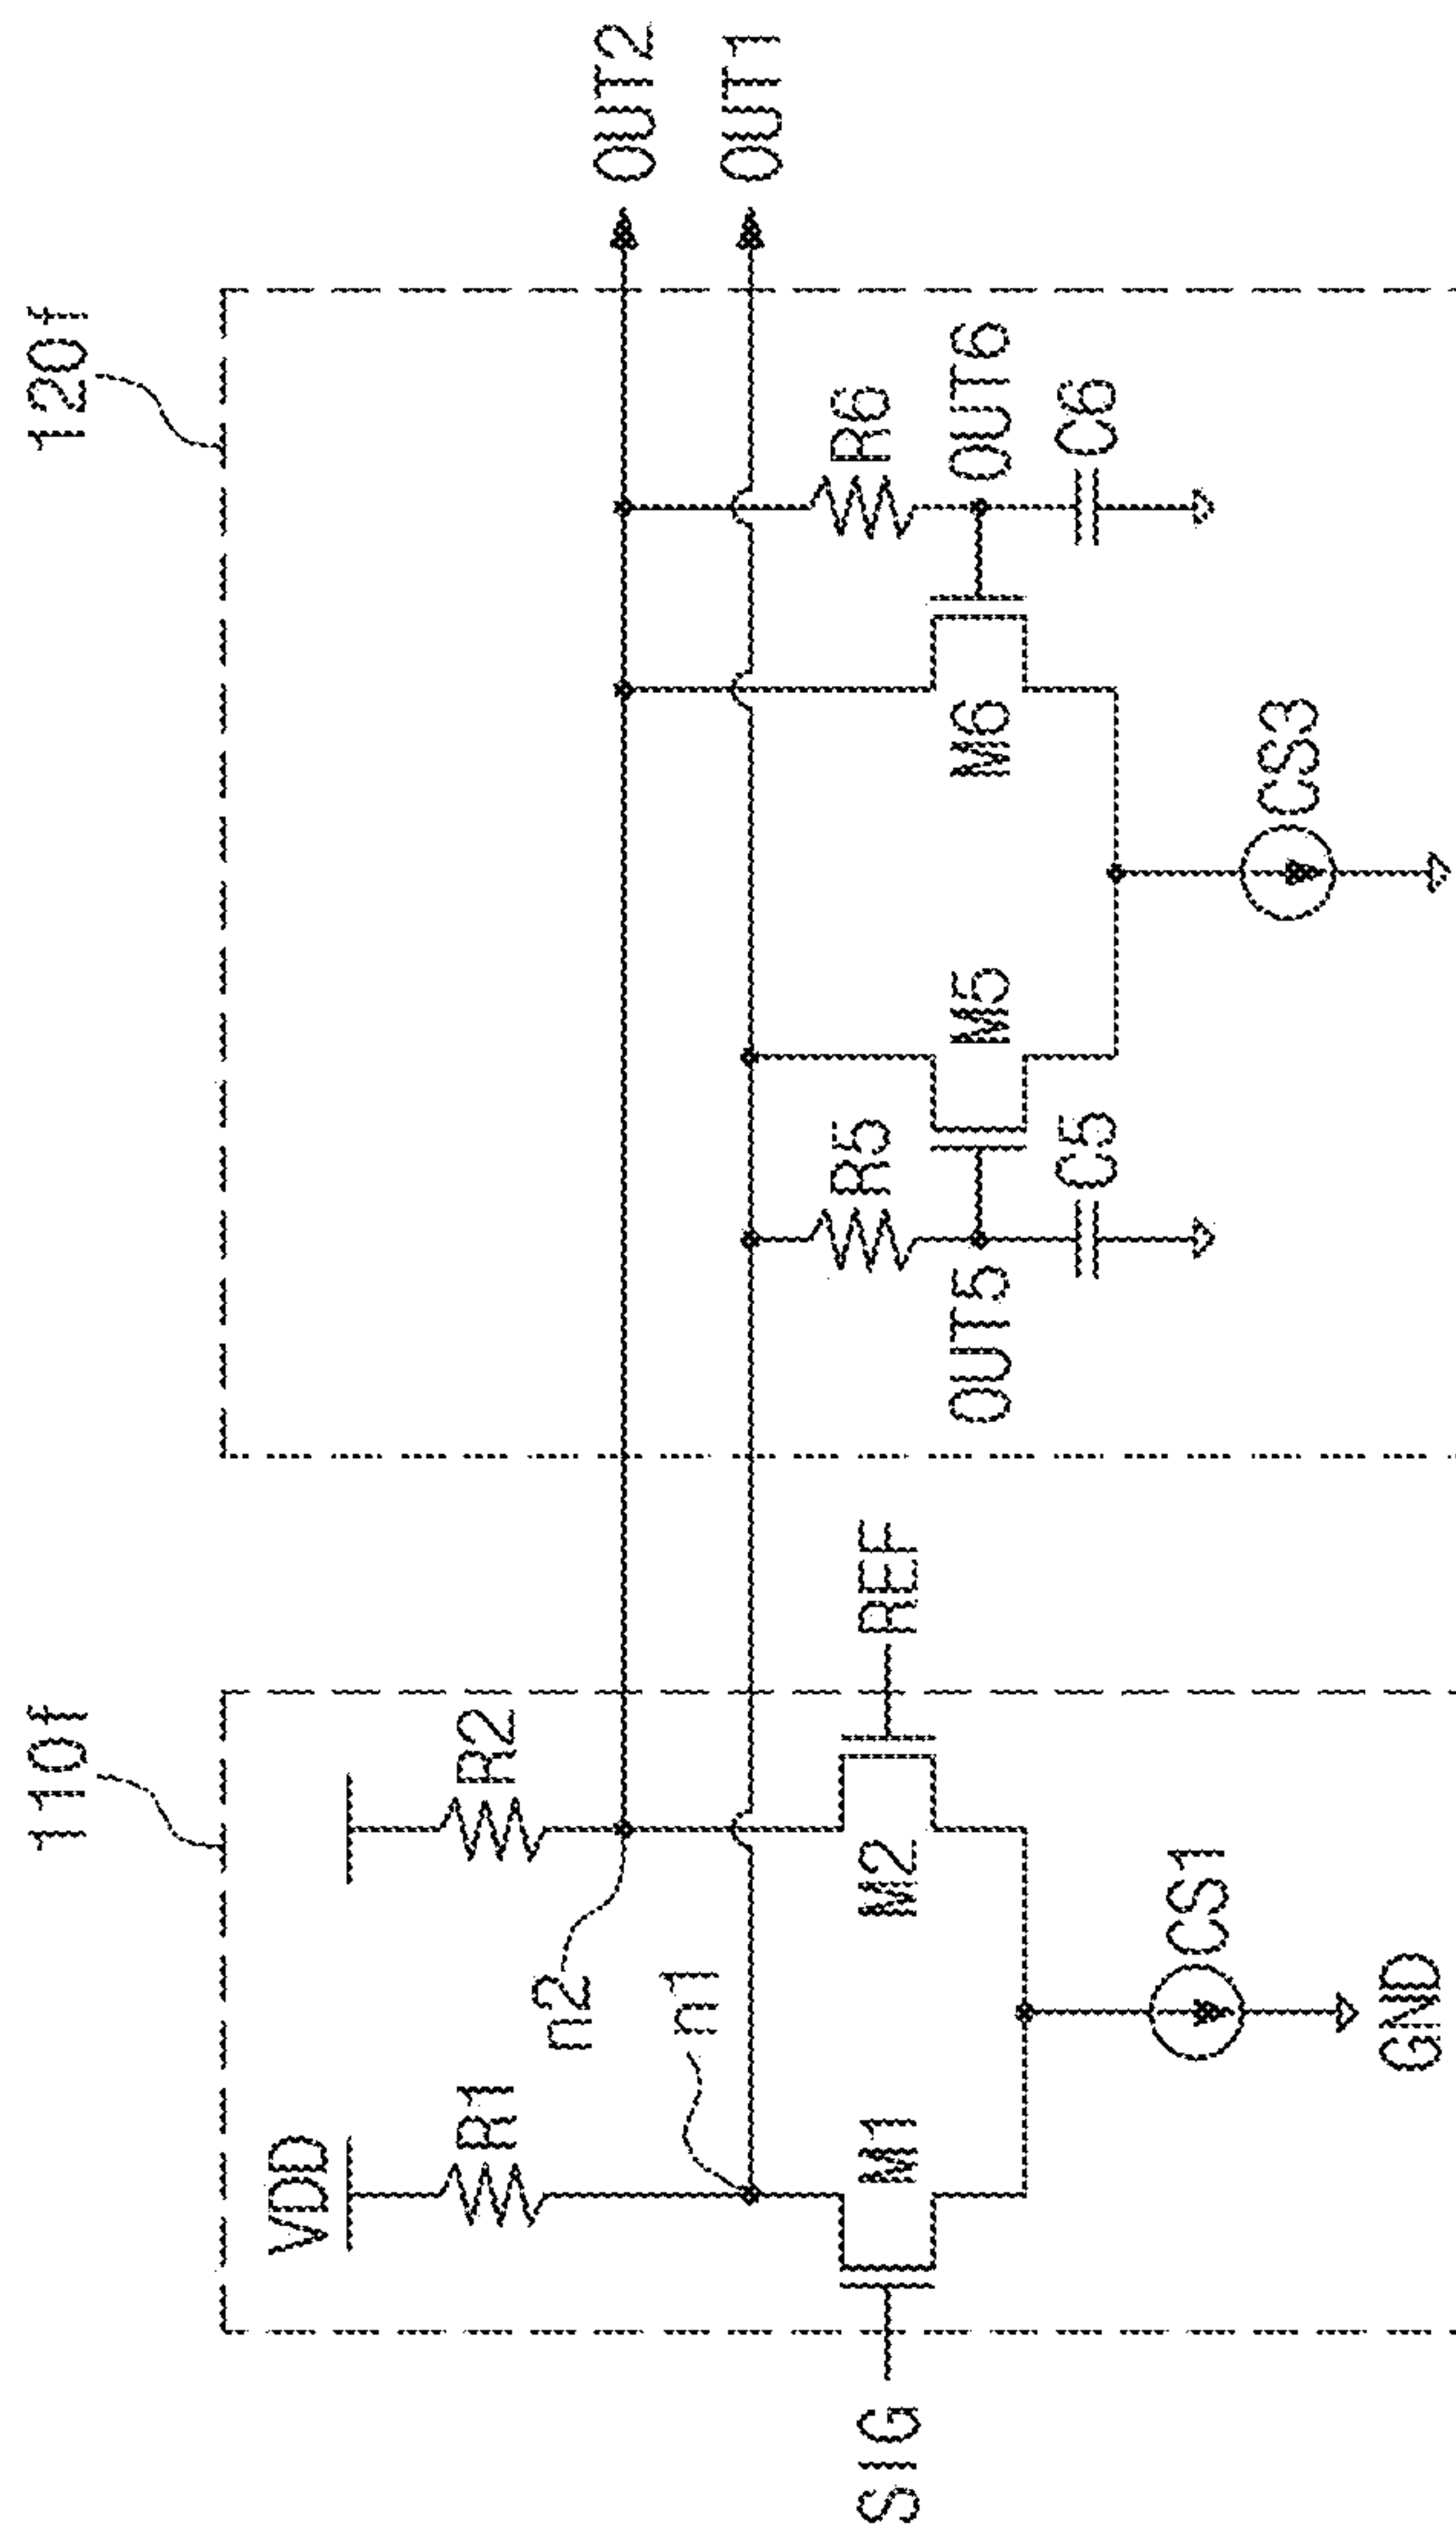 110f
120f
VDD
R1
R2
n2
n1
OUT2
OUT1
SIG
M1
M2
REF
R5
R6
OUT5
M5
M6
OUT6
C5
C6
CS1
CS3
GND